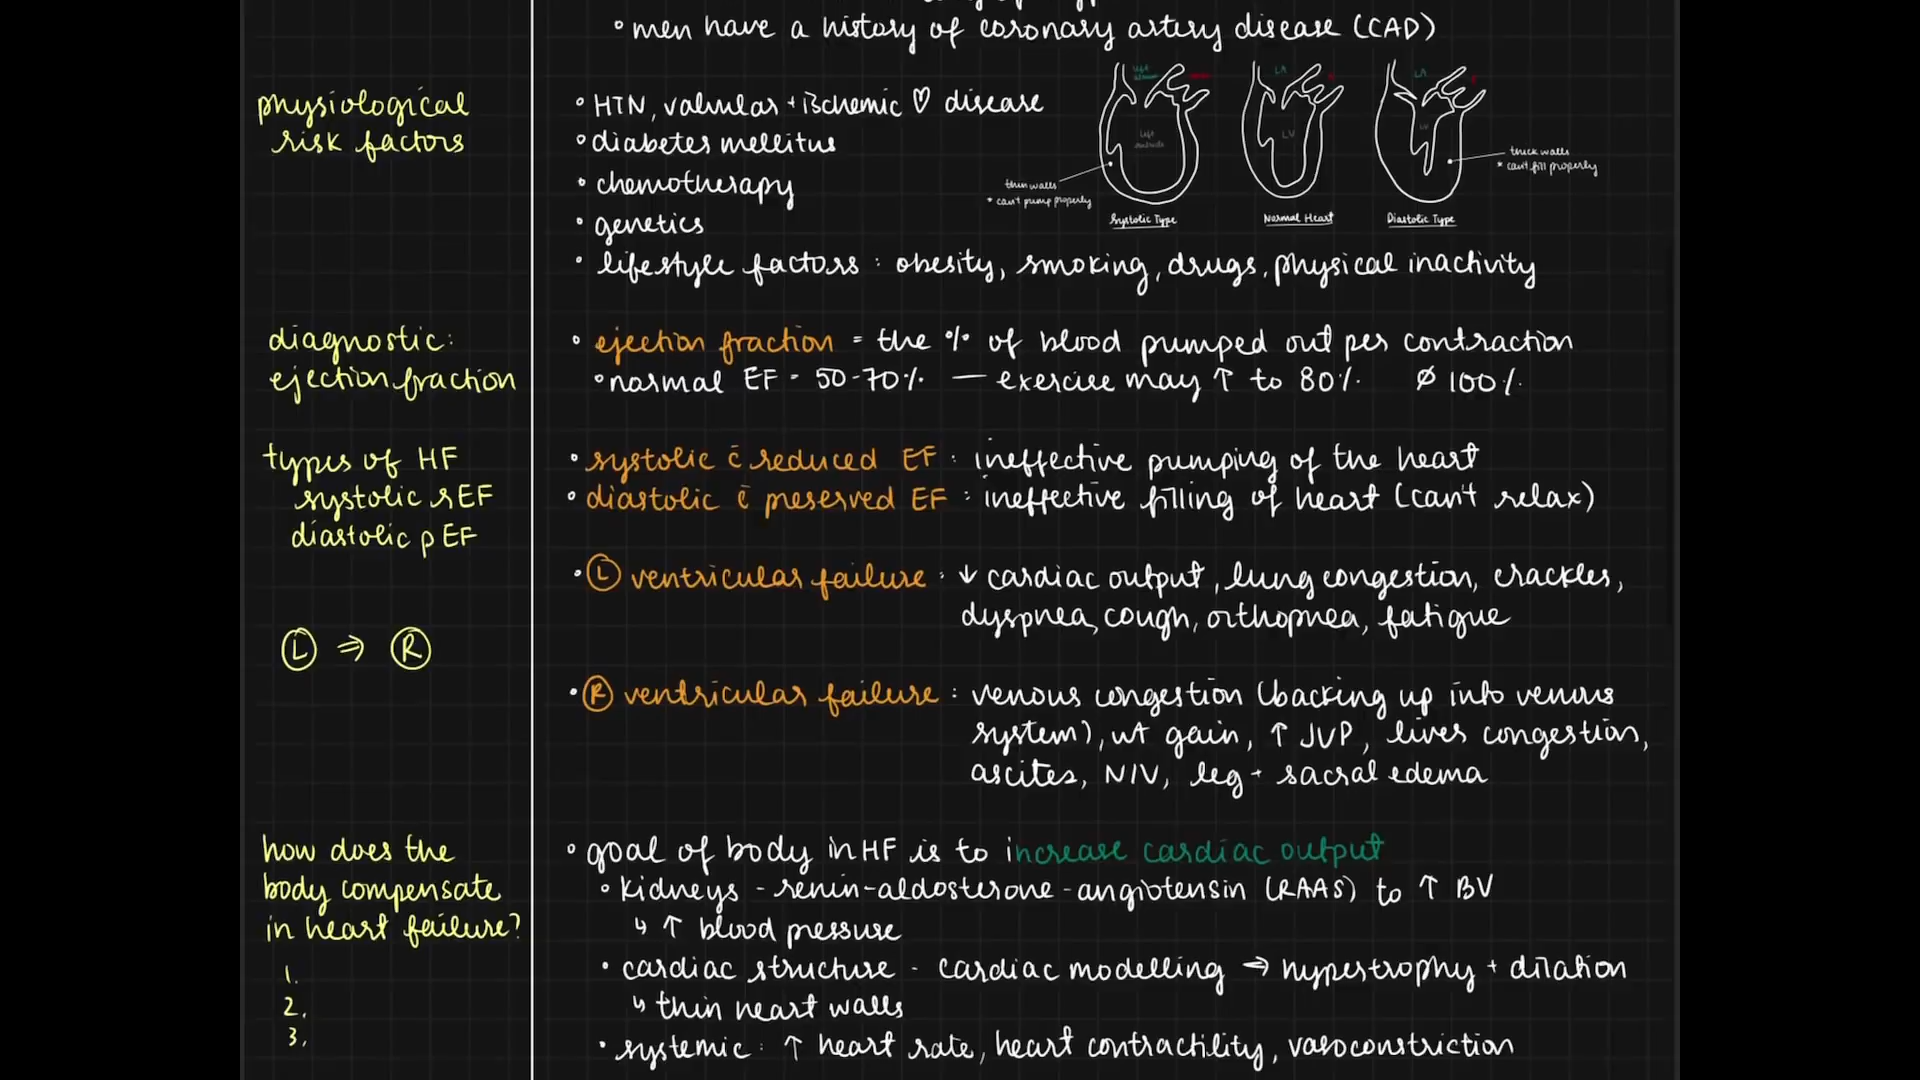 • men have a history of coronary artery disease (CAD)
physiological
risk factors
• HTN, valvular + ischemic ♡ disease
• diabetes mellitus
• chemotherapy
• genetics
• lifestyle factors : obesity, smoking, drugs, physical inactivity
left
atrium
left
ventricle
thin walls
* can't pump properly
Systolic Type
LA
LV
Normal Heart
LA
LV
thick walls
* can't fill properly
Diastolic Type
diagnostic:
ejection fraction
• ejection fraction = the % of blood pumped out per contraction
• normal EF - 50-70% — exercise may ↑ to 80% Ø 100%
types of HF
systolic rEF
diastolic pEF
• systolic c̄ reduced EF : ineffective pumping of the heart
• diastolic c̄ preserved EF : ineffective filling of heart (can't relax)
• Ⓛ ventricular failure : ↓ cardiac output, lung congestion, crackles,
dyspnea, cough, orthopnea, fatigue
Ⓛ ⇒ Ⓡ
• Ⓡ ventricular failure : venous congestion (backing up into venous
system), wt gain, ↑ JVP, liver congestion,
ascites, N/V, leg + sacral edema
how does the
body compensate
in heart failure?
1.
2.
3.
• goal of body in HF is to increase cardiac output
• kidneys - renin-aldosterone-angiotensin (RAAS) to ↑ BV
↳ ↑ blood pressure
• cardiac structure - cardiac modelling → hypertrophy + dilation
↳ thin heart walls
• systemic : ↑ heart rate, heart contractility, vasoconstriction